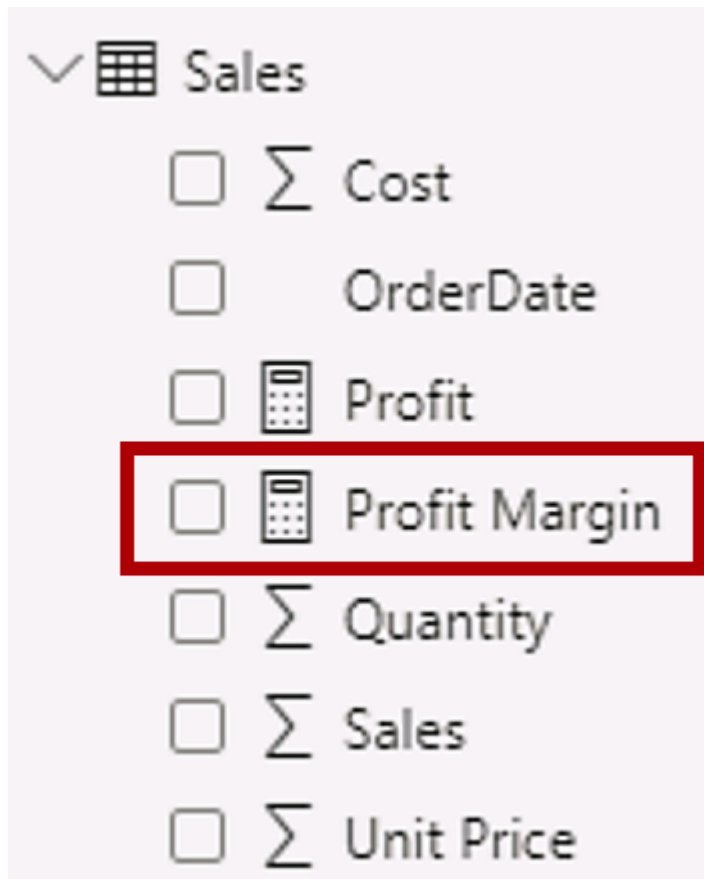 Sales
Cost
OrderDate
Profit
Profit Margin
Quantity
Sales
Unit Price